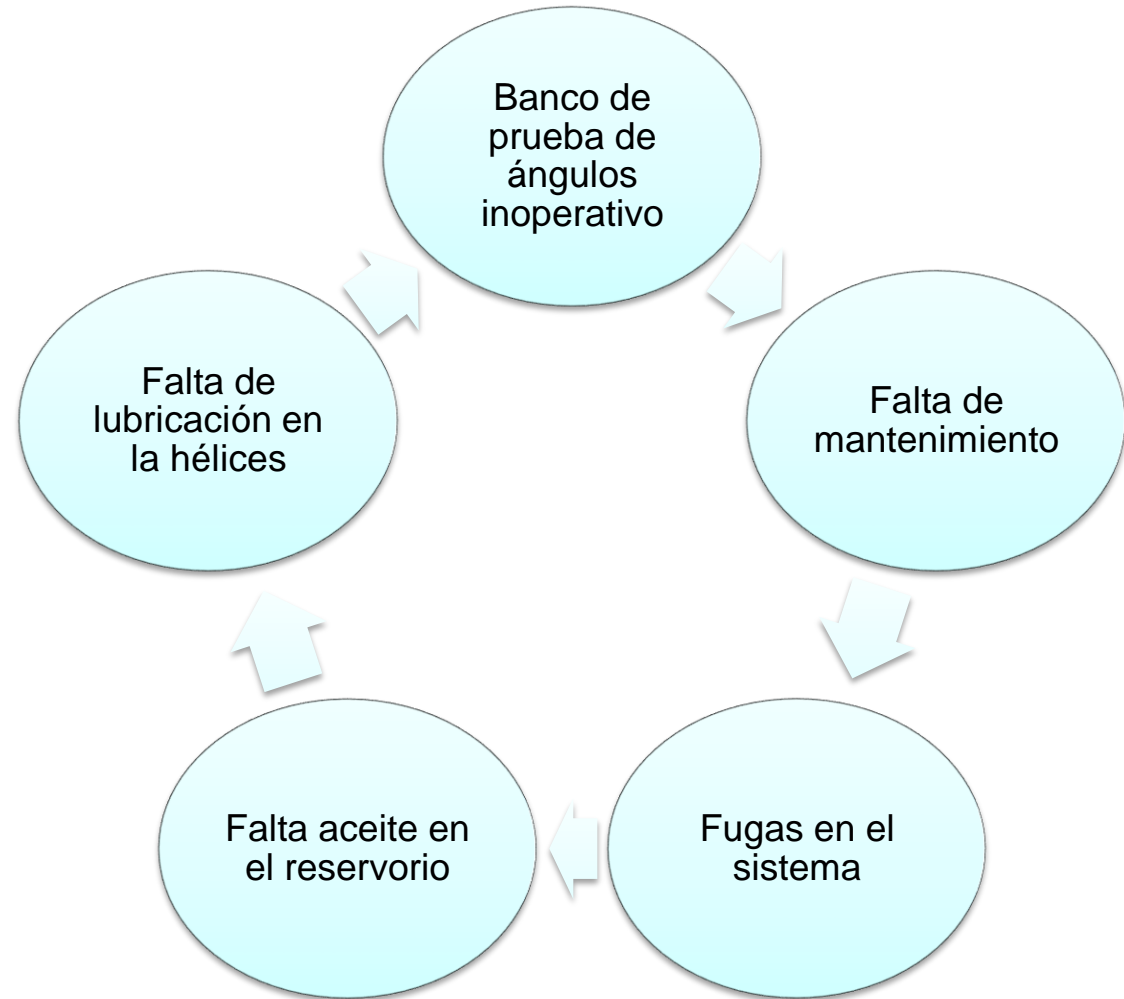 Banco de
prueba de
ángulos
inoperativo
Falta de
mantenimiento
Fugas en el
sistema
Falta aceite en
el reservorio
Falta de
lubricación en
la hélices